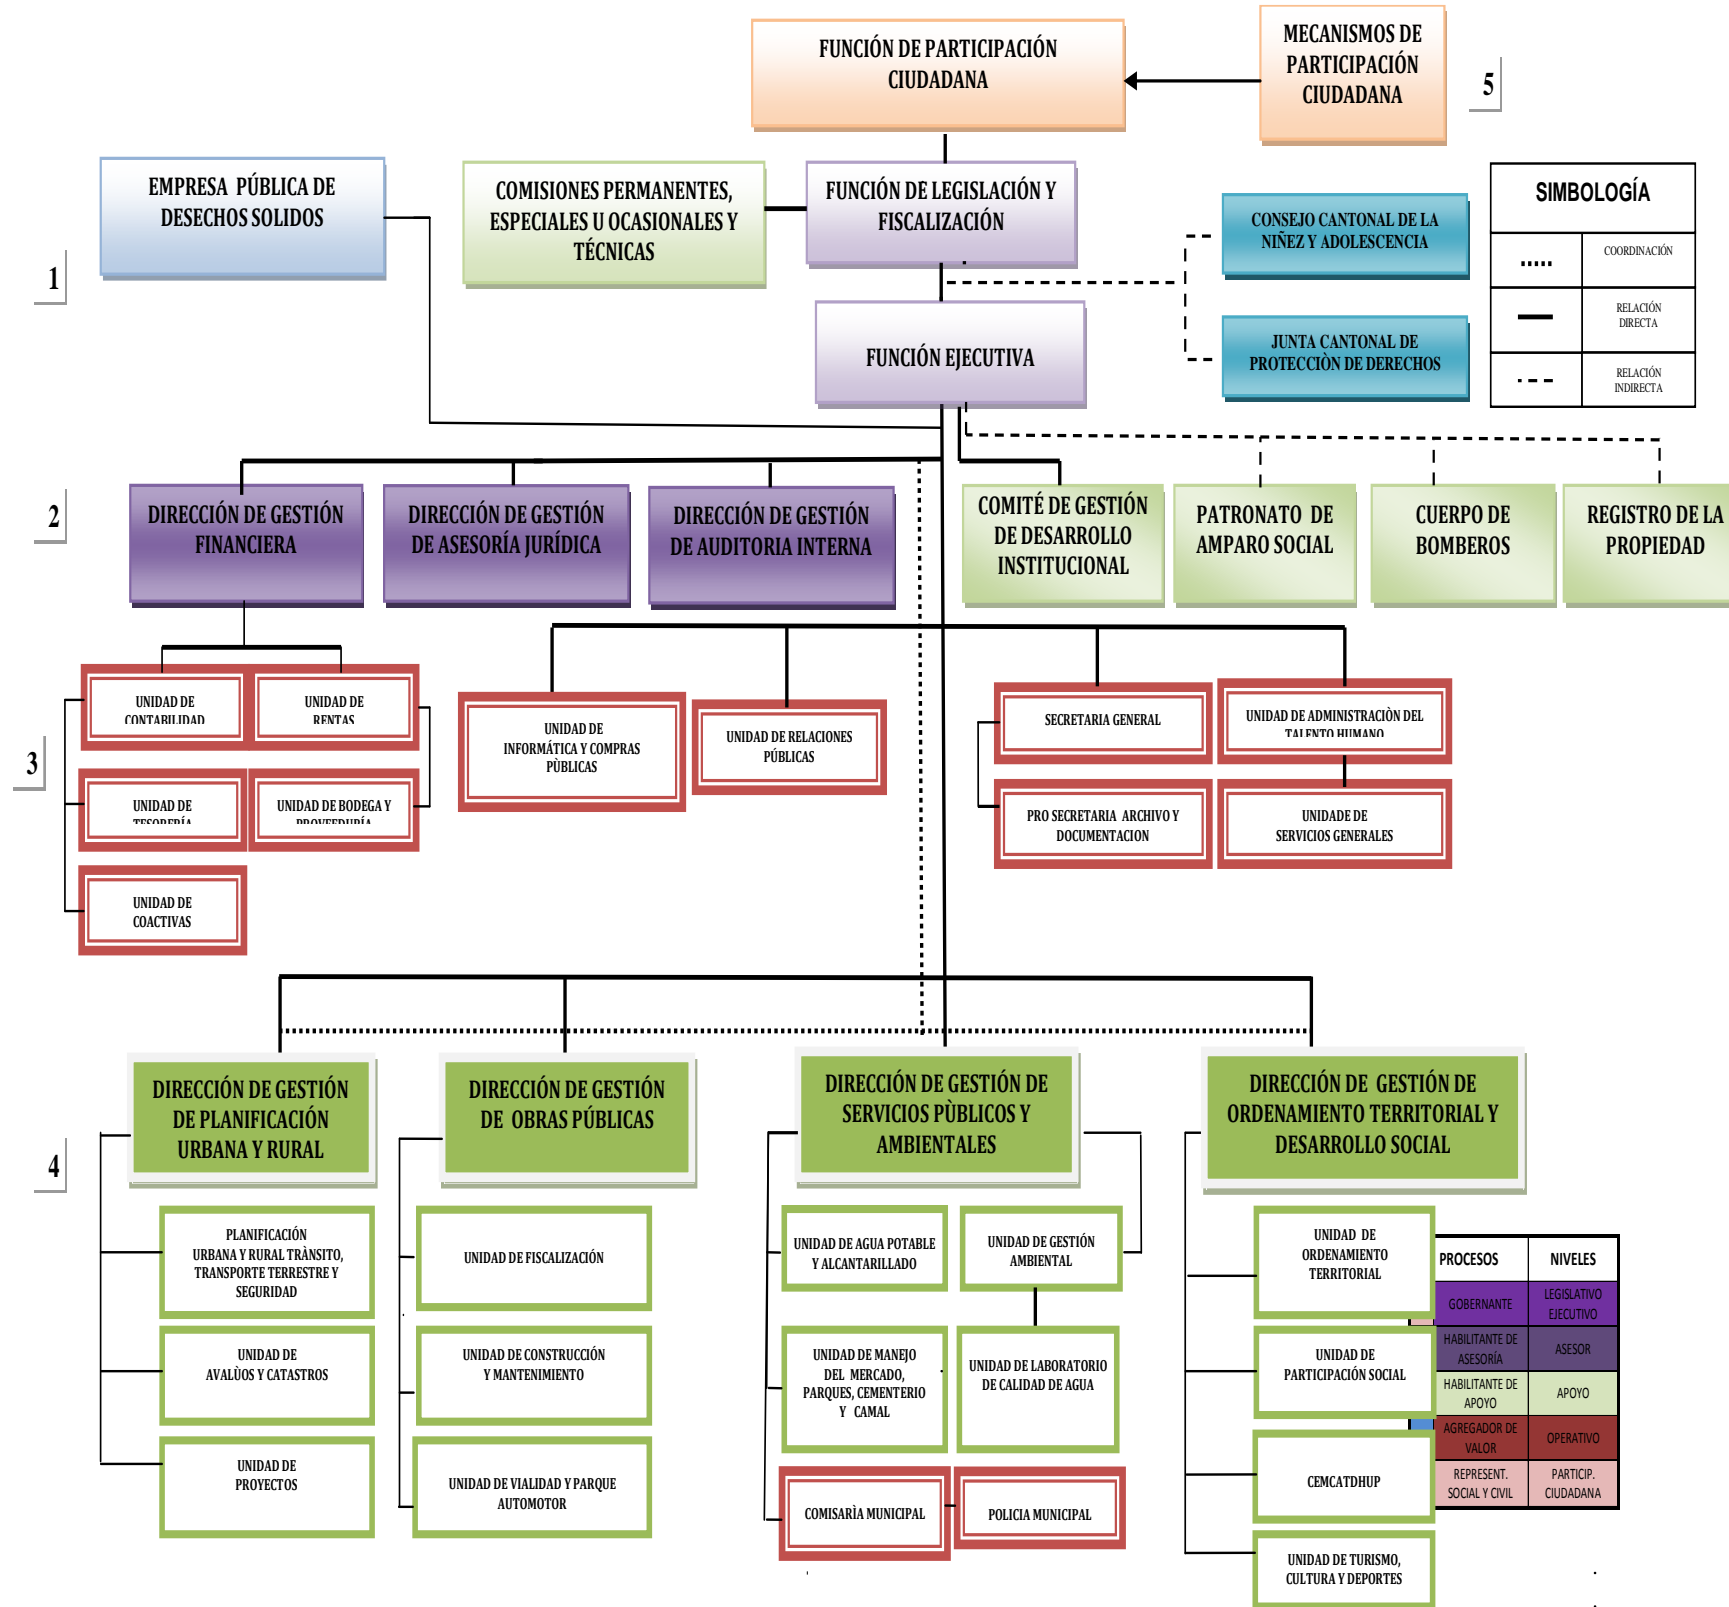 FUNCIÓN DE PARTICIPACIÓN
CIUDADANA
MECANISMOS DE
PARTICIPACIÓN
CIUDADANA
5
EMPRESA PÚBLICA DE
DESECHOS SOLIDOS
COMISIONES PERMANENTES,
ESPECIALES U OCASIONALES Y
TÉCNICAS
FUNCIÓN DE LEGISLACIÓN Y
FISCALIZACIÓN
CONSEJO CANTONAL DE LA
NIÑEZ Y ADOLESCENCIA
SIMBOLOGÍA
COORDINACIÓN
RELACIÓN
DIRECTA
RELACIÓN
INDIRECTA
1
FUNCIÓN EJECUTIVA
JUNTA CANTONAL DE
PROTECCIÒN DE DERECHOS
2
DIRECCIÓN DE GESTIÓN
FINANCIERA
DIRECCIÓN DE GESTIÓN
DE ASESORÍA JURÍDICA
DIRECCIÓN DE GESTIÓN
DE AUDITORIA INTERNA
COMITÉ DE GESTIÓN
DE DESARROLLO
INSTITUCIONAL
PATRONATO DE
AMPARO SOCIAL
CUERPO DE
BOMBEROS
REGISTRO DE LA
PROPIEDAD
3
UNIDAD DE
CONTABILIDAD
UNIDAD DE
RENTAS
UNIDAD DE
INFORMÁTICA Y COMPRAS
PÙBLICAS
UNIDAD DE RELACIONES
PÚBLICAS
SECRETARIA GENERAL
UNIDAD DE ADMINISTRACIÒN DEL
TALENTO HUMANO
UNIDAD DE
TESORERÍA
UNIDAD DE BODEGA Y
PROVEEDURÍA
PRO SECRETARIA ARCHIVO Y
DOCUMENTACION
UNIDADE DE
SERVICIOS GENERALES
UNIDAD DE
COACTIVAS
4
DIRECCIÓN DE GESTIÓN
DE PLANIFICACIÓN
URBANA Y RURAL
DIRECCIÓN DE GESTIÓN
DE OBRAS PÚBLICAS
DIRECCIÓN DE GESTIÓN DE
SERVICIOS PÙBLICOS Y
AMBIENTALES
DIRECCIÓN DE GESTIÓN DE
ORDENAMIENTO TERRITORIAL Y
DESARROLLO SOCIAL
PLANIFICACIÓN
URBANA Y RURAL TRÀNSITO,
TRANSPORTE TERRESTRE Y
SEGURIDAD
UNIDAD DE FISCALIZACIÓN
UNIDAD DE AGUA POTABLE
Y ALCANTARILLADO
UNIDAD DE GESTIÓN
AMBIENTAL
UNIDAD DE
ORDENAMIENTO
TERRITORIAL
UNIDAD DE
AVALÙOS Y CATASTROS
UNIDAD DE CONSTRUCCIÓN
Y MANTENIMIENTO
UNIDAD DE MANEJO
DEL MERCADO,
PARQUES, CEMENTERIO
Y CAMAL
UNIDAD DE LABORATORIO
DE CALIDAD DE AGUA
UNIDAD DE
PARTICIPACIÓN SOCIAL
UNIDAD DE
PROYECTOS
UNIDAD DE VIALIDAD Y PARQUE
AUTOMOTOR
COMISARÌA MUNICIPAL
POLICIA MUNICIPAL
CEMCATDHUP
UNIDAD DE TURISMO,
CULTURA Y DEPORTES
PROCESOS NIVELES
GOBERNANTE
LEGISLATIVO
EJECUTIVO
HABILITANTE DE
ASESORÍA
ASESOR
HABILITANTE DE
APOYO
APOYO
AGREGADOR DE
VALOR
OPERATIVO
REPRESENT.
SOCIAL Y CIVIL
PARTICIP.
CIUDADANA